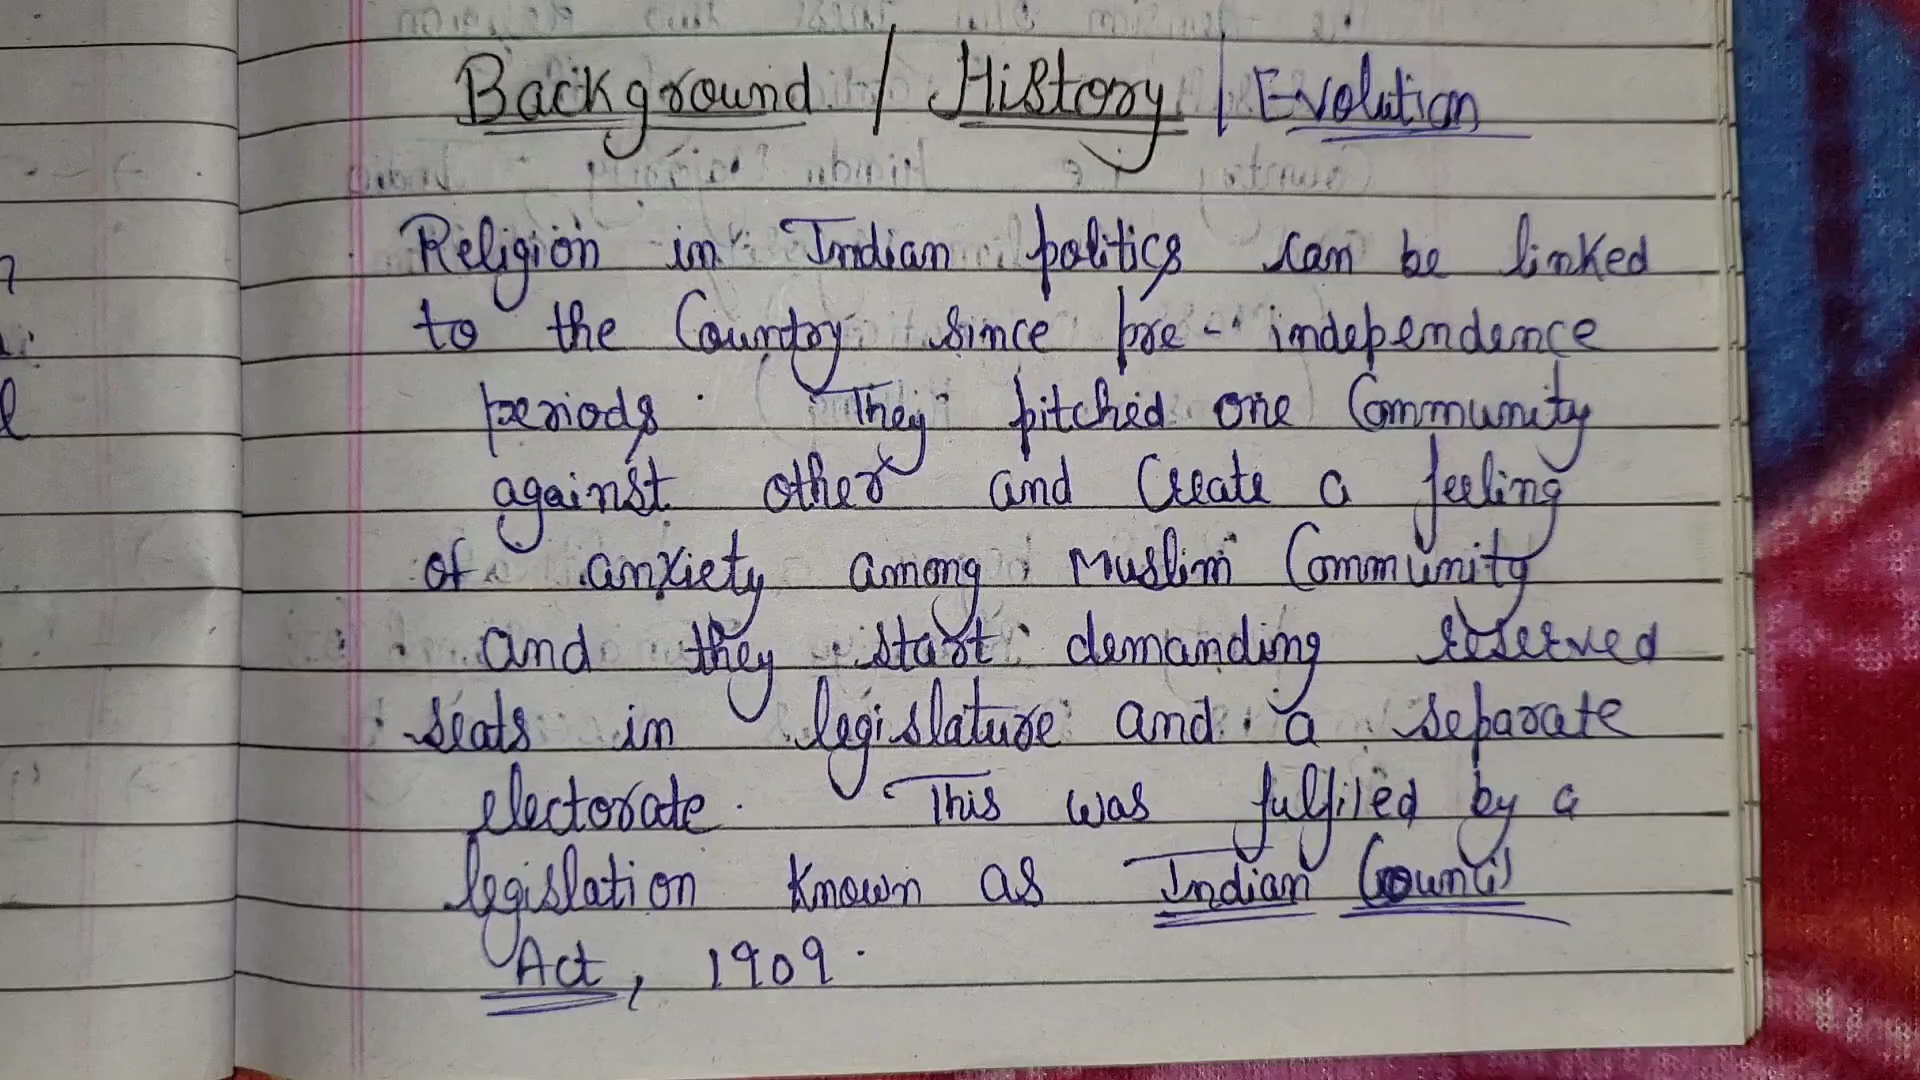 Background / History / Evolution
Religion in Indian politics can be linked
to the Country since pre - independence
periods. They pitched one Community
against other and Create a feeling
of anxiety among Muslim Community
and they start demanding reserved
seats in legislature and a separate
electorate. This was fulfiled by a
legislation known as Indian Council
Act, 1909.